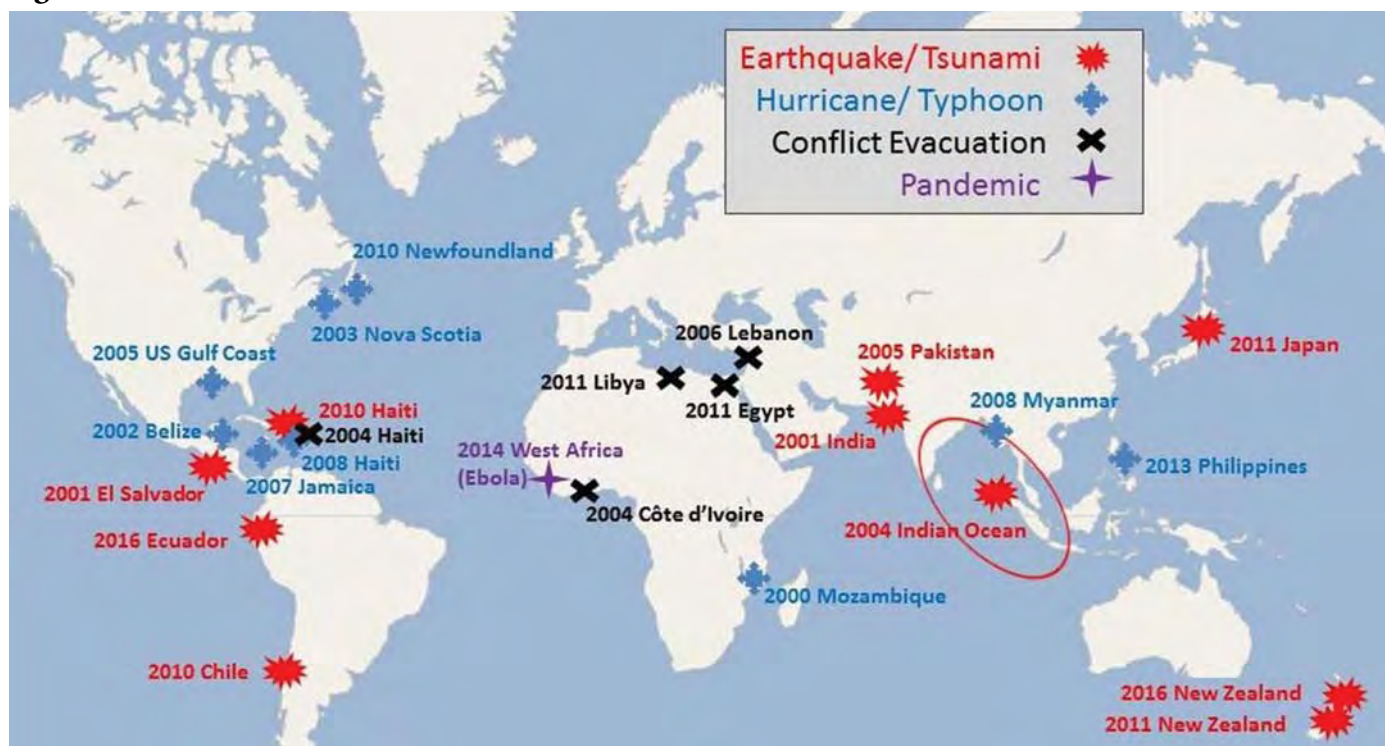 Earthquake/ Tsunami
Hurricane/ Typhoon
Conflict Evacuation
Pandemic
2010 Newfoundland
2003 Nova Scotia
2005 US Gulf Coast
2010 Haiti
2002 Belize
2004 Haiti
2008 Haiti
2007 Jamaica
2001 El Salvador
2016 Ecuador
2010 Chile
2006 Lebanon
2011 Libya
2011 Egypt
2014 West Africa
(Ebola)
2004 Côte d'Ivoire
2000 Mozambique
2005 Pakistan
2001 India
2008 Myanmar
2004 Indian Ocean
2011 Japan
2013 Philippines
2016 New Zealand
2011 New Zealand